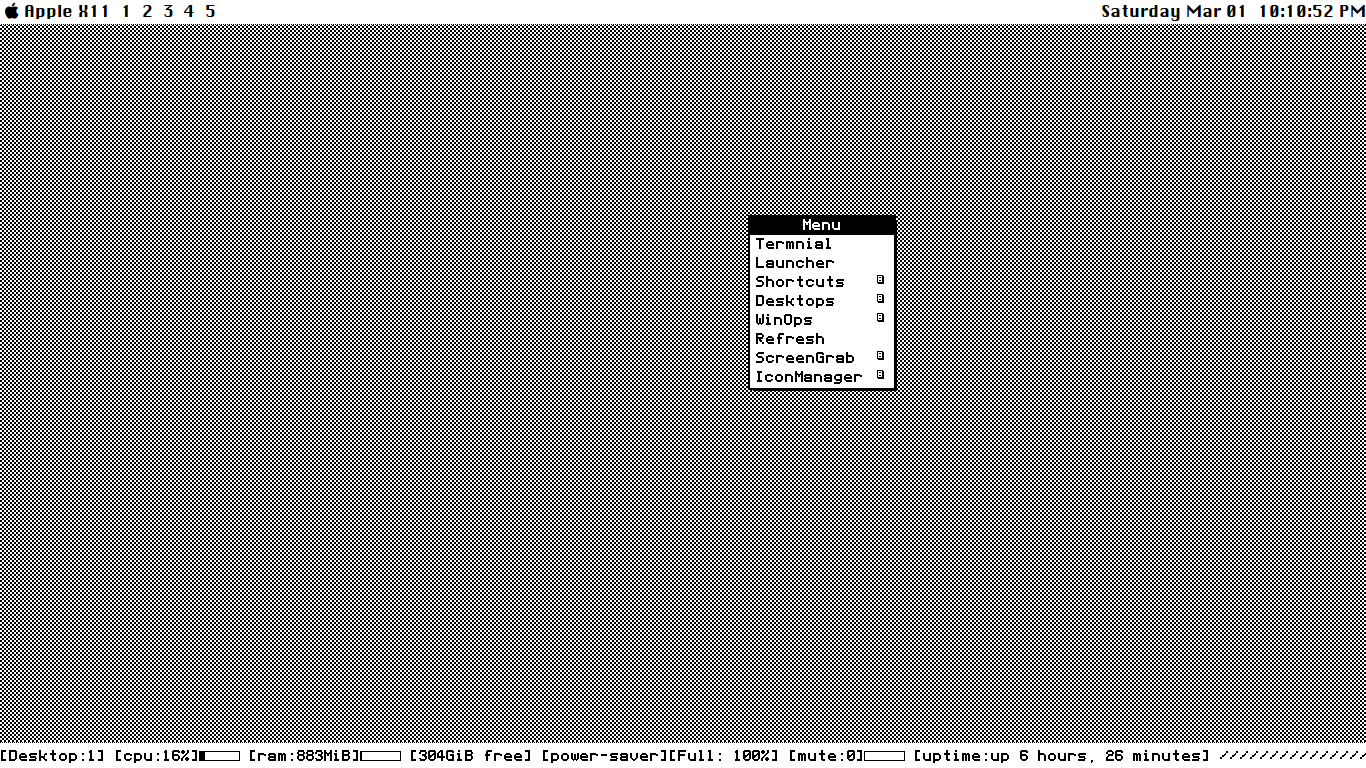 Apple X11 1 2 3 4 5
Saturday Mar 01 10:10:52 PM
Menu
Termnial
Launcher
Shortcuts
Desktops
WinOps
Refresh
ScreenGrab
IconManager
[Desktop:1] [cpu:16%] [ram:883MiB] [304GiB free] [power-saver][Full: 100%] [mute:0] [uptime:up 6 hours, 26 minutes] //////////////